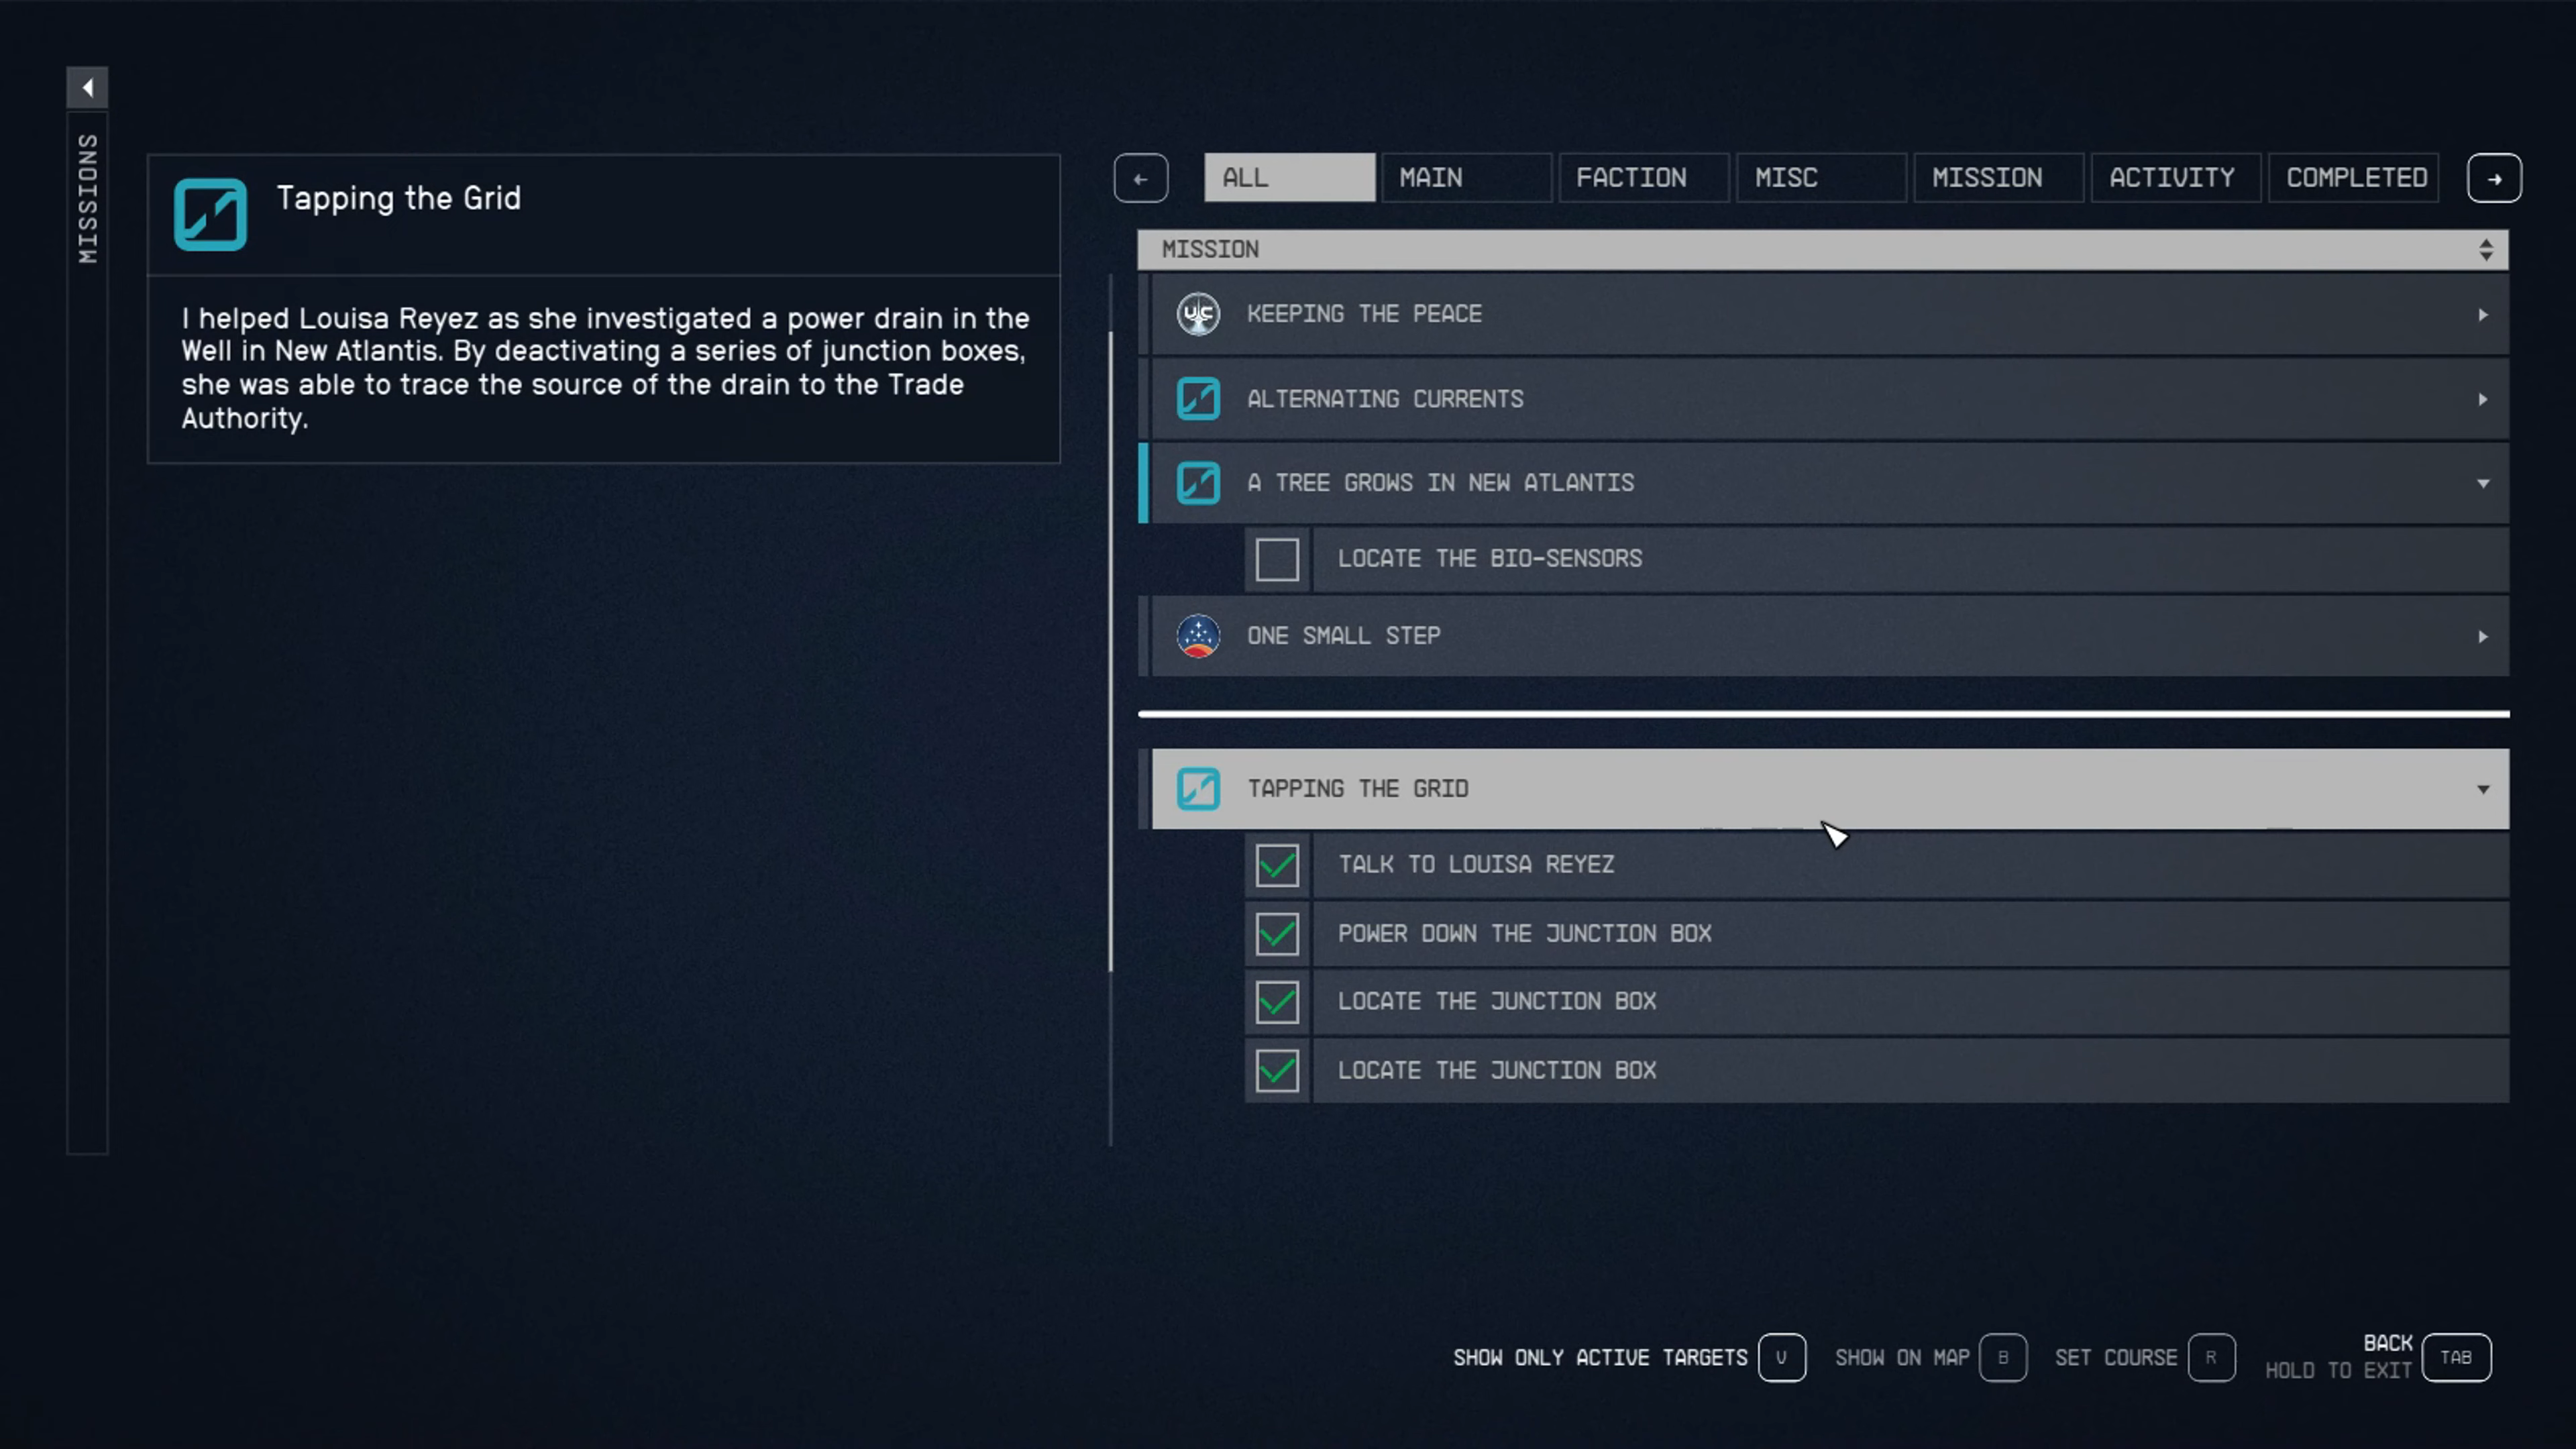 MISSIONS
Tapping the Grid
I helped Louisa Reyez as she investigated a power drain in the
Well in New Atlantis. By deactivating a series of junction boxes,
she was able to trace the source of the drain to the Trade
Authority.
ALL
MAIN
FACTION
MISC
MISSION
ACTIVITY
COMPLETED
MISSION
UC
KEEPING THE PEACE
ALTERNATING CURRENTS
A TREE GROWS IN NEW ATLANTIS
LOCATE THE BIO-SENSORS
ONE SMALL STEP
TAPPING THE GRID
TALK TO LOUISA REYEZ
POWER DOWN THE JUNCTION BOX
LOCATE THE JUNCTION BOX
LOCATE THE JUNCTION BOX
SHOW ONLY ACTIVE TARGETS V
SHOW ON MAP B
SET COURSE R
BACK
HOLD TO EXIT TAB